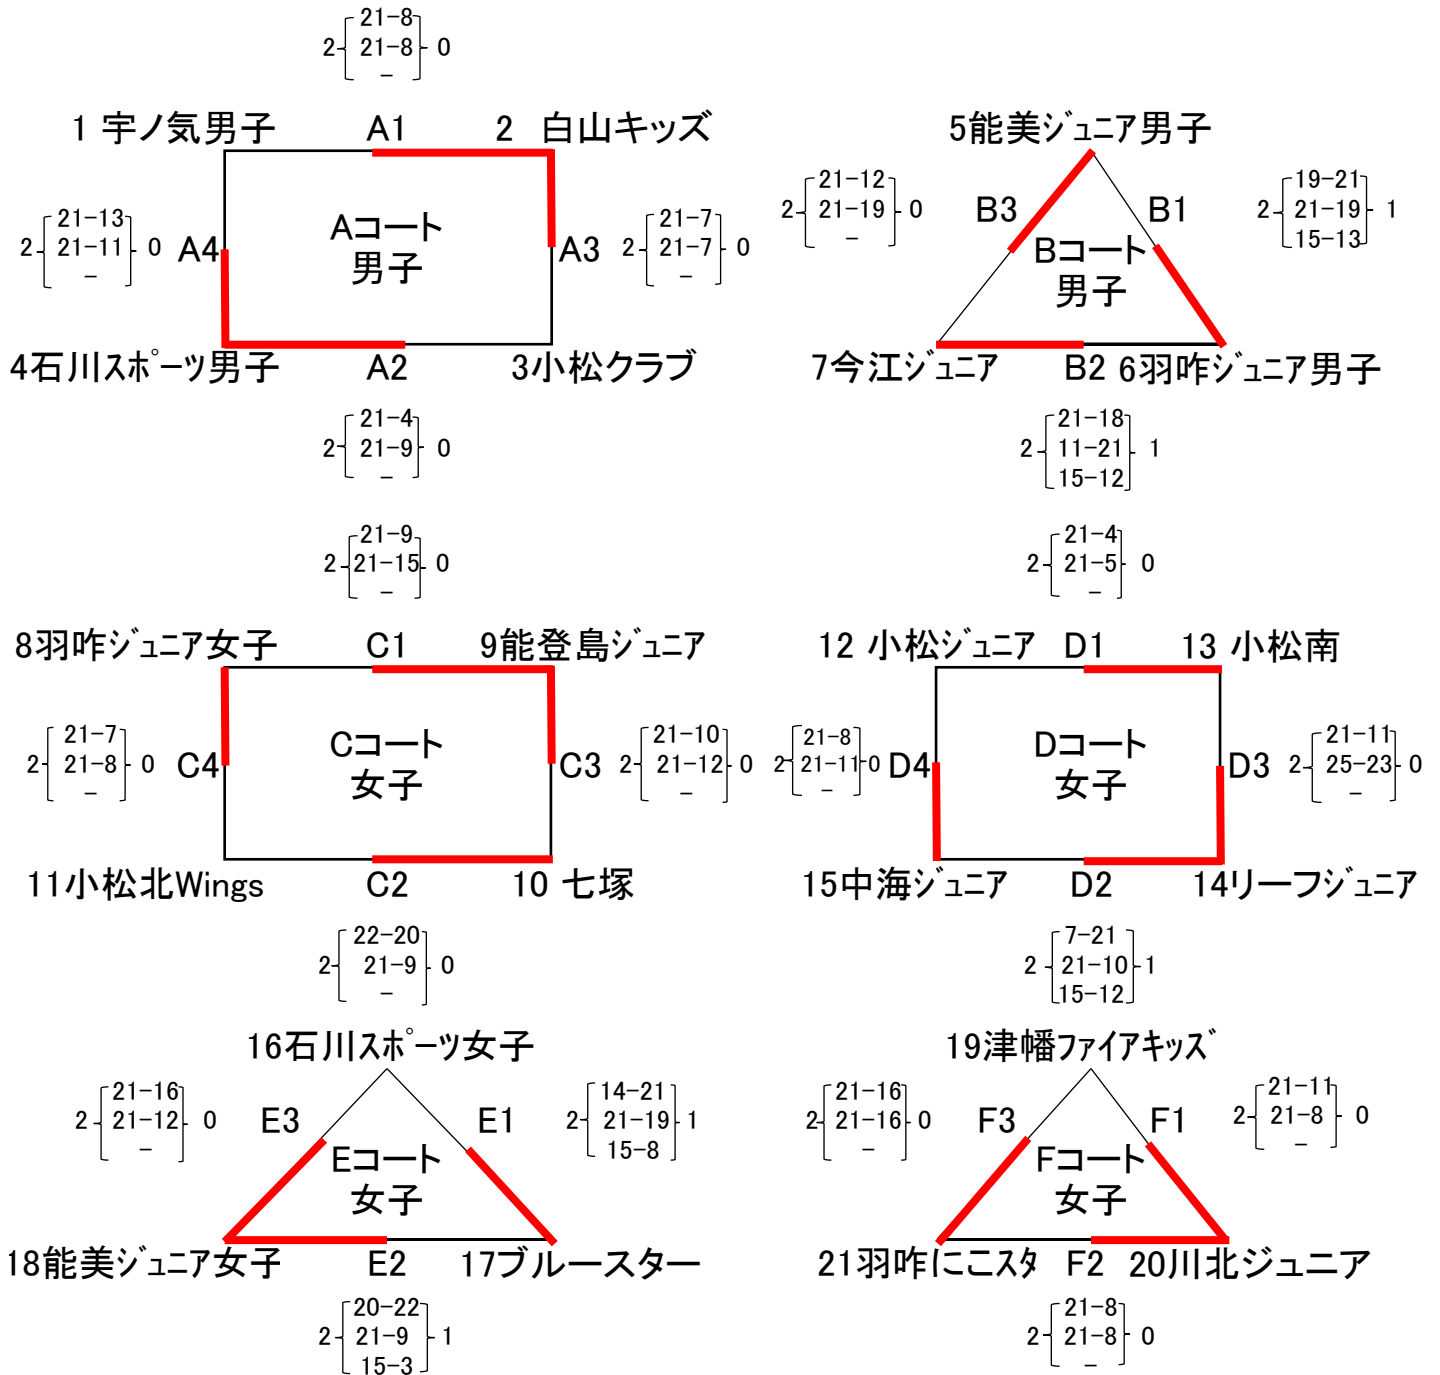 21-8
2 21-8 0
-
1 宇ノ気男子 A1 2 白山キッズ
21-13
2 21-11 0
-
A4
Aコート
男子
A3
21-7
2 21-7 0
-
4石川スポーツ男子 A2 3小松クラブ
21-4
2 21-9 0
-
5能美ジュニア男子
21-12
2 21-19 0
-
B3
B1
Bコート
男子
19-21
2 21-19 1
15-13
7今江ジュニア B2 6羽咋ジュニア男子
21-18
2 11-21 1
15-12
21-9
2 21-15 0
-
8羽咋ジュニア女子 C1 9能登島ジュニア
21-7
2 21-8 0
-
C4
Cコート
女子
C3
21-10
2 21-12 0
-
11小松北Wings C2 10 七塚
22-20
2 21-9 0
-
21-4
2 21-5 0
-
12 小松ジュニア D1 13 小松南
21-8
2 21-11 0
-
D4
Dコート
女子
D3
21-11
2 25-23 0
-
15中海ジュニア D2 14リーフジュニア
7-21
2 21-10 1
15-12
16石川スポーツ女子
21-16
2 21-12 0
-
E3
E1
Eコート
女子
14-21
2 21-19 1
15-8
18能美ジュニア女子 E2 17ブルースター
20-22
2 21-9 1
15-3
19津幡ファイアキッズ
21-16
2 21-16 0
-
F3
F1
Fコート
女子
21-11
2 21-8 0
-
21羽咋にこスタ F2 20川北ジュニア
21-8
2 21-8 0
-